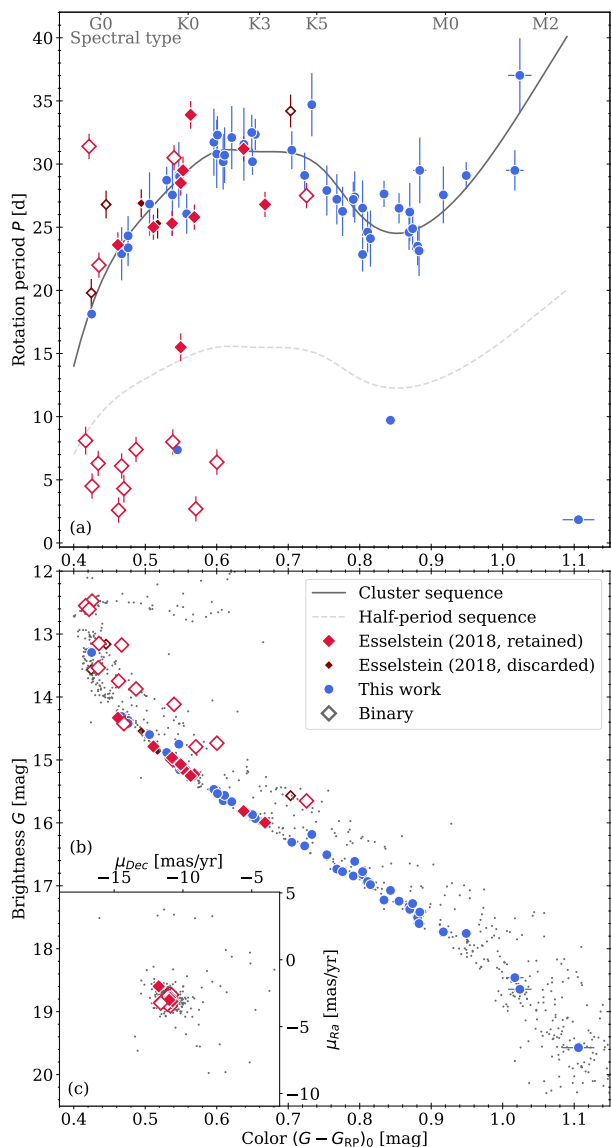 G0 K0 K3 K5 M0 M2
Spectral type
40
35
30
25
20
15
10
5
0
Rotation period P [d]
(a)
0.4 0.5 0.6 0.7 0.8 0.9 1.0 1.1
12
13
14
15
16
17
18
19
20
Brightness G [mag]
Cluster sequence
Half-period sequence
Esselstein (2018, retained)
Esselstein (2018, discarded)
This work
Binary
(b)
μDec [mas/yr]
−15 −10 −5
5
0
−5
−10
μRa [mas/yr]
(c)
0.4 0.5 0.6 0.7 0.8 0.9 1.0 1.1
Color (G − GRP)0 [mag]